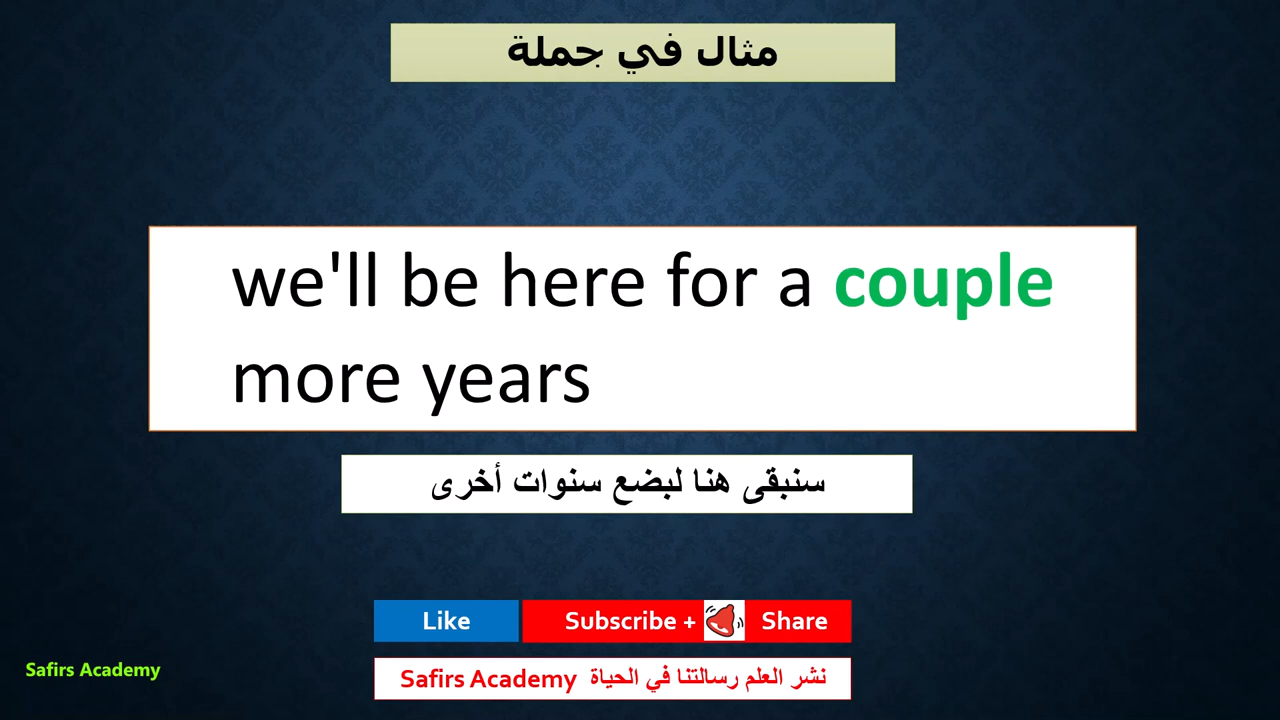 مثال في جملة
we'll be here for a couple
more years
سنبقى هنا لبضع سنوات أخرى
Like
Subscribe + Share
Safirs Academy
Safirs Academy نشر العلم رسالتنا في الحياة